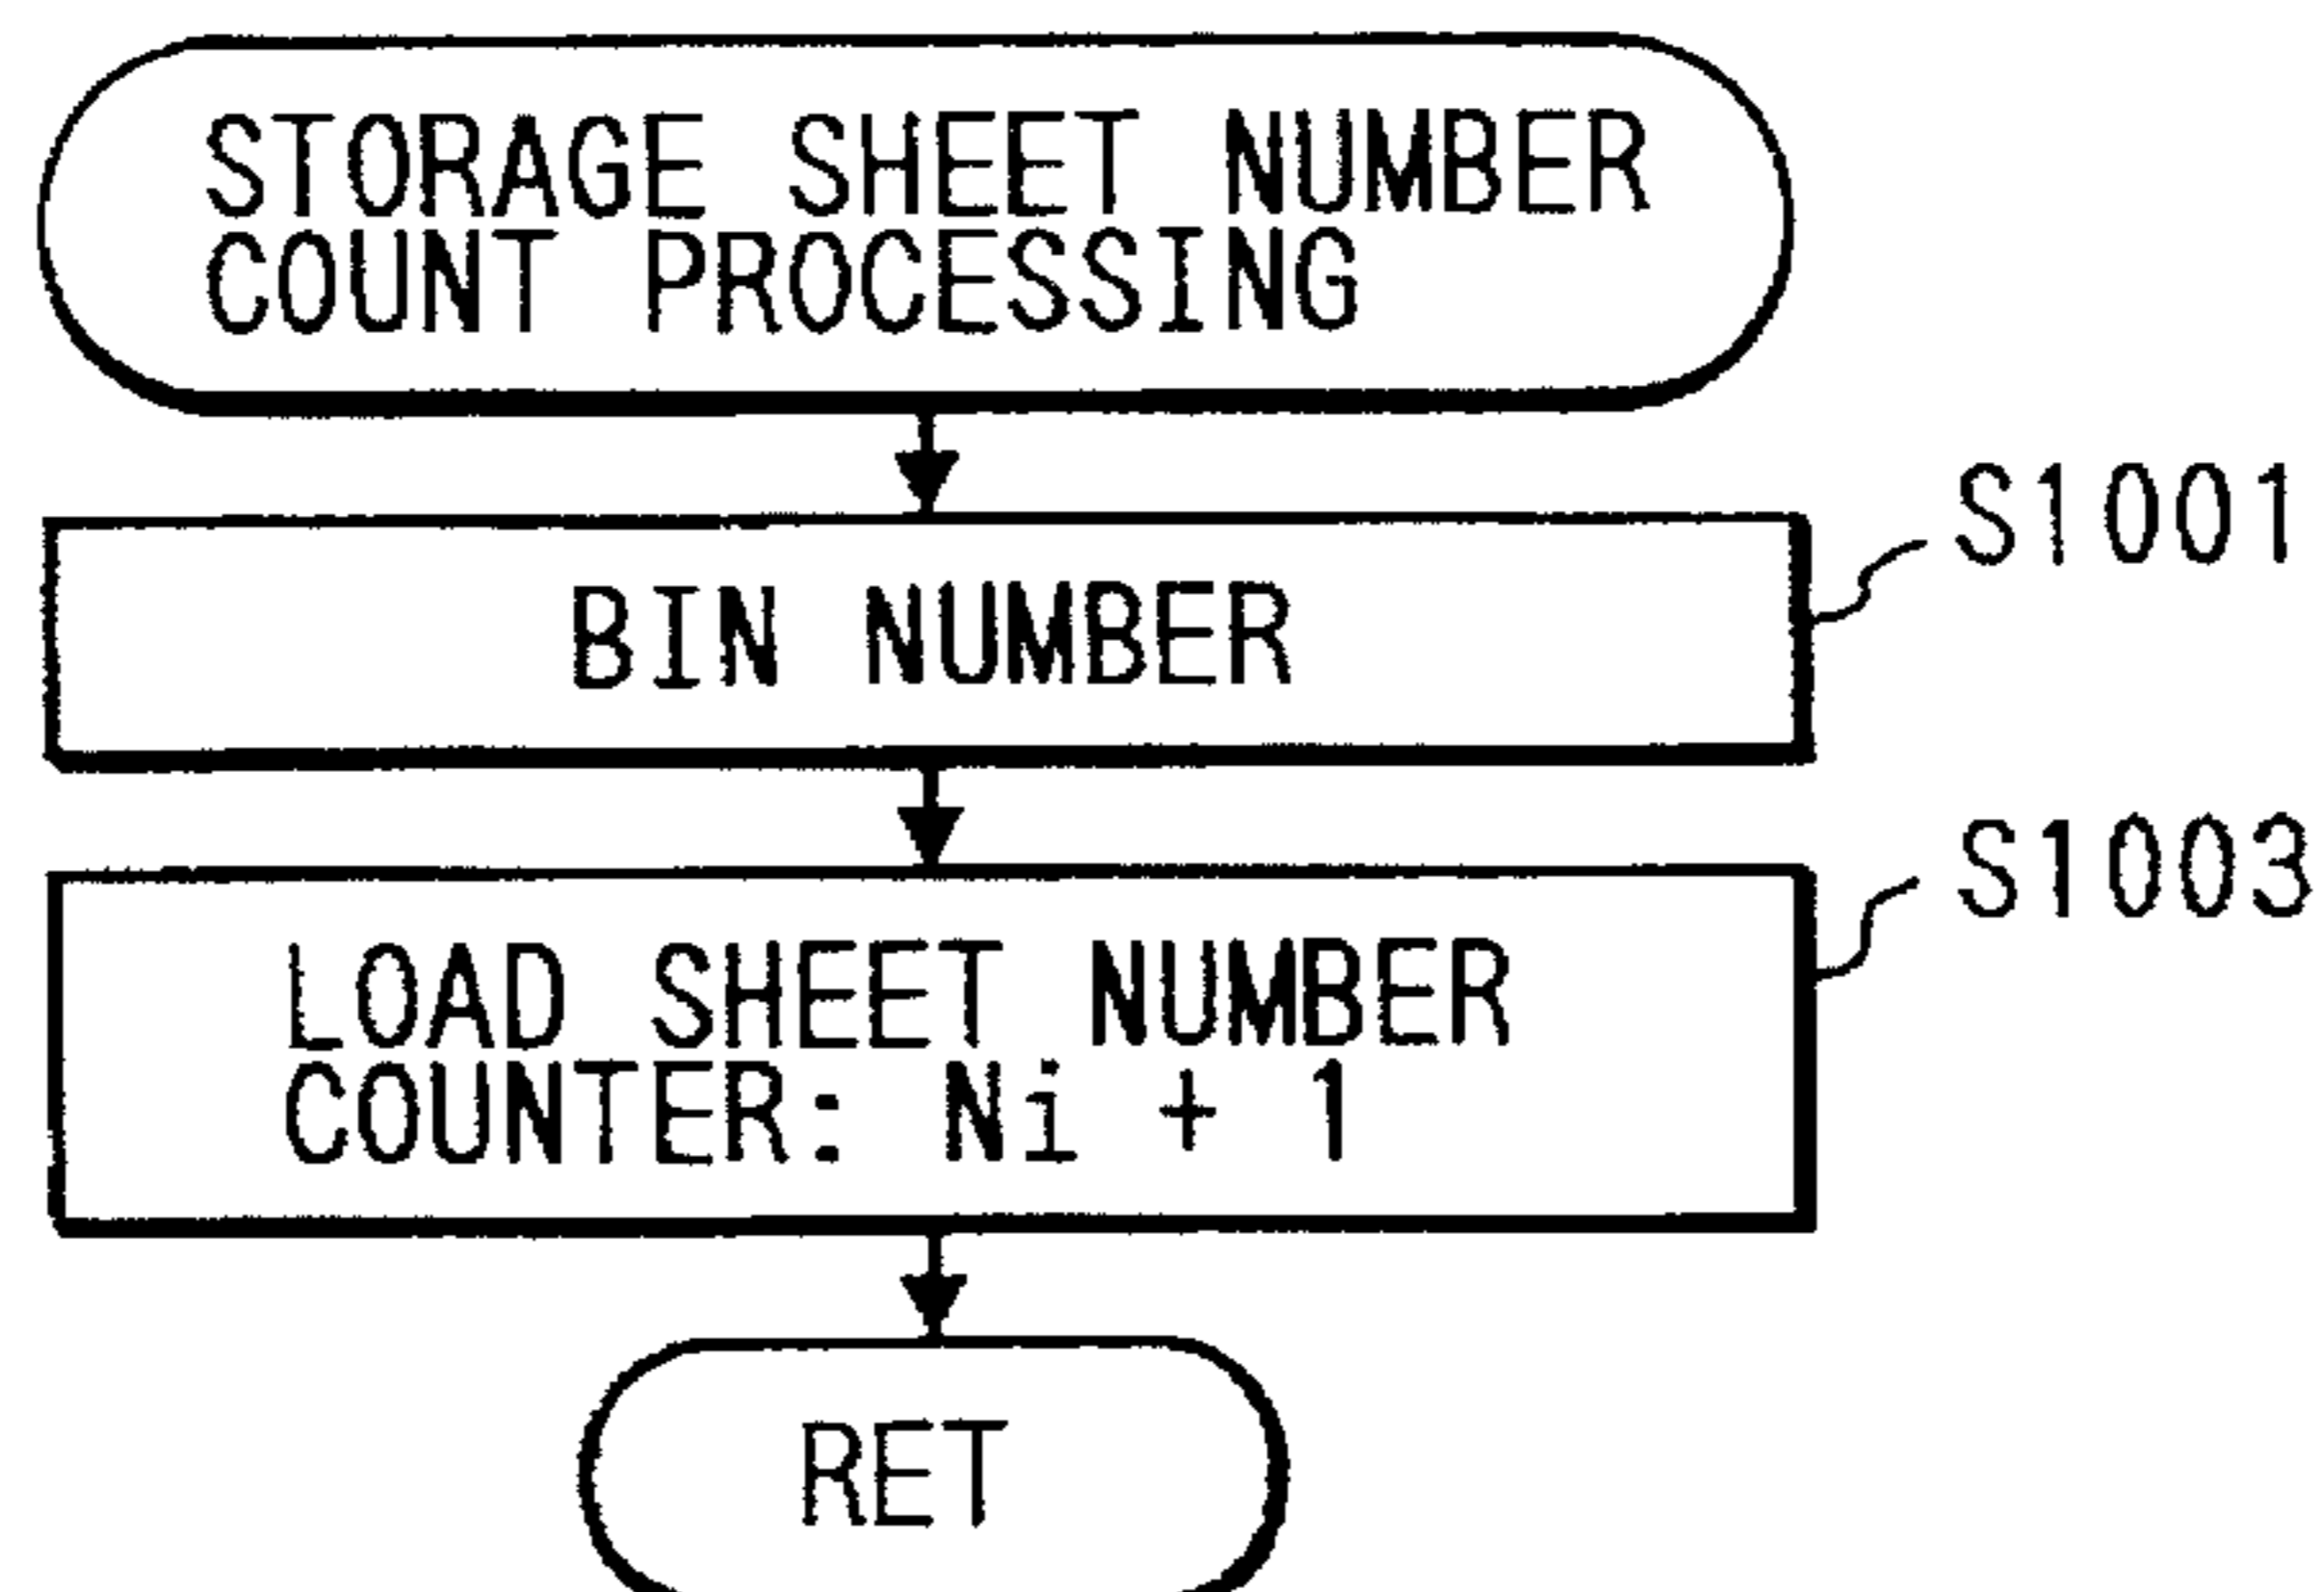 STORAGE SHEET NUMBER
COUNT PROCESSING
S1001
BIN NUMBER
S1003
LOAD SHEET NUMBER
COUNTER: Ni + 1
RET